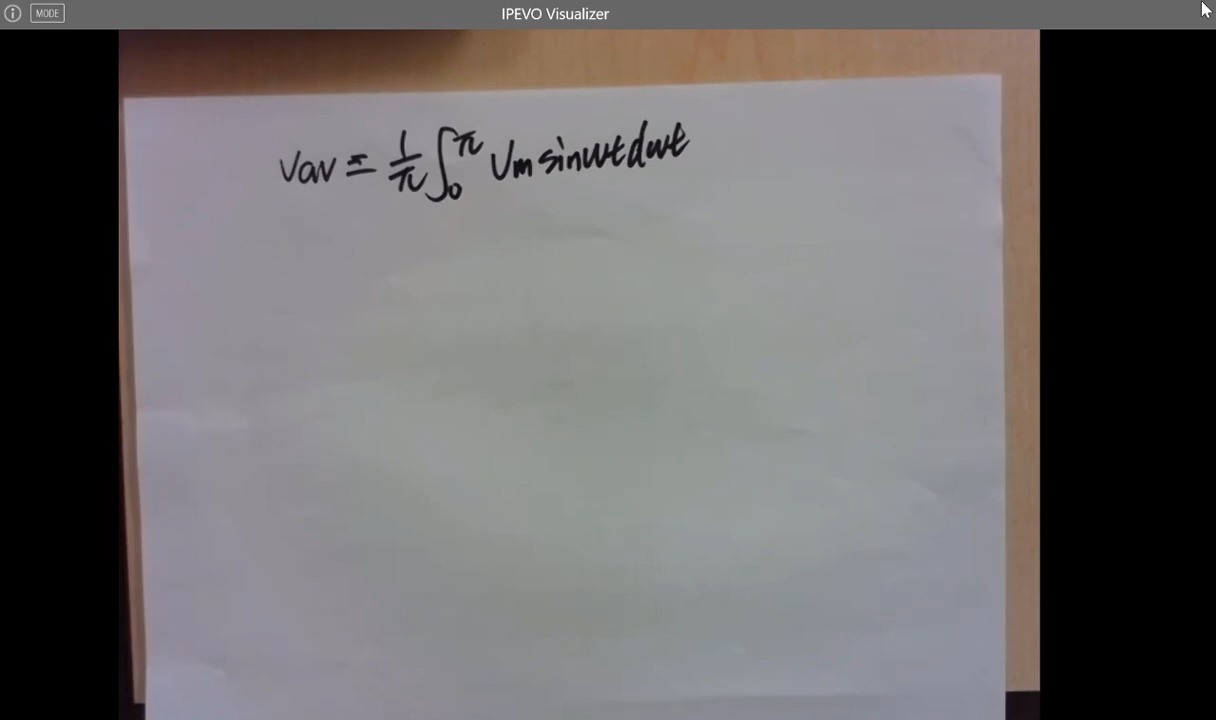 MODE IPEVO Visualizer
Vav = 1/π ∫₀^π Vm sinωt dωt